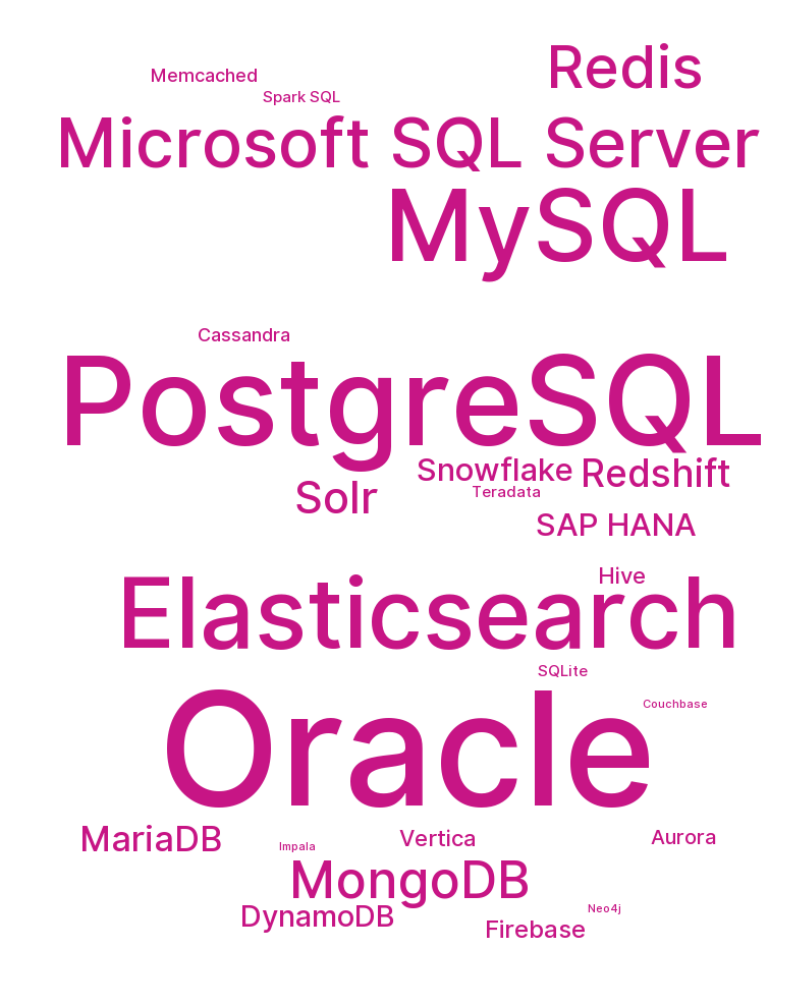 Redis
Memcached
Spark SQL
Microsoft SQL Server
MySQL
Cassandra
PostgreSQL
Snowflake
Redshift
Teradata
Solr
SAP HANA
Hive
Elasticsearch
SQLite
Couchbase
Oracle
MariaDB
Impala
Vertica
Aurora
MongoDB
Neo4j
DynamoDB
Firebase